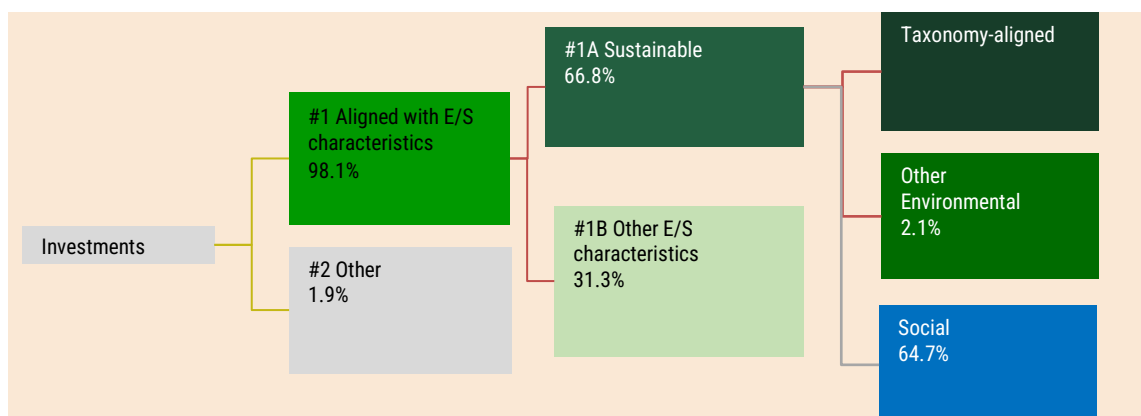 Investments
#1 Aligned with E/S
characteristics
98.1%
#2 Other
1.9%
#1A Sustainable
66.8%
#1B Other E/S
characteristics
31.3%
Taxonomy-aligned
Other
Environmental
2.1%
Social
64.7%